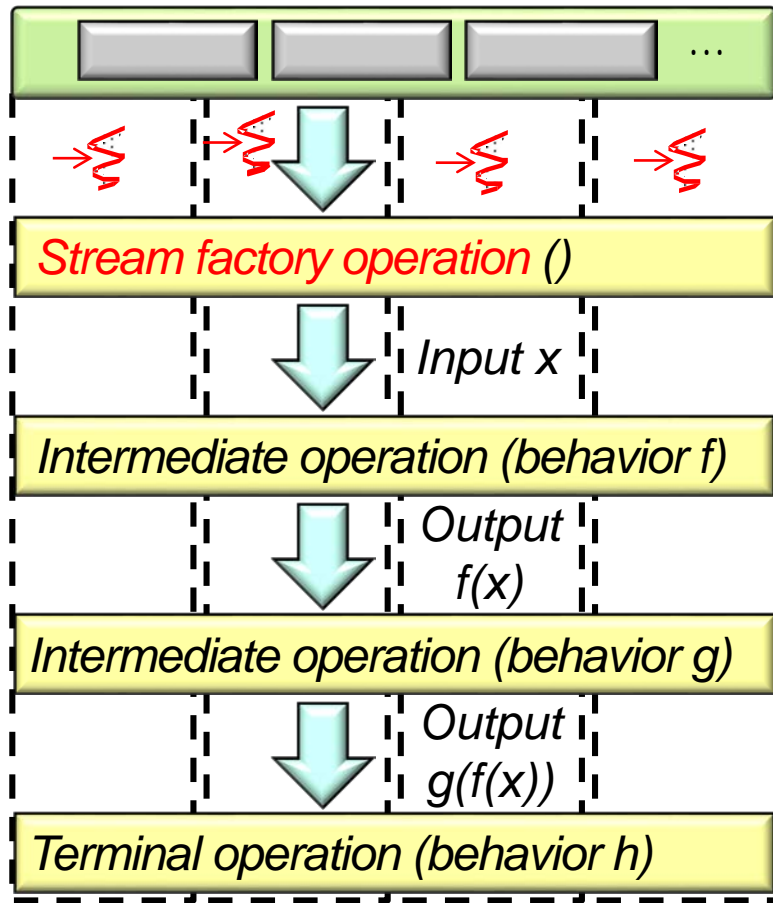 ...
Stream factory operation ()
Input x
Intermediate operation (behavior f)
Output
f(x)
Intermediate operation (behavior g)
Output
g(f(x))
Terminal operation (behavior h)